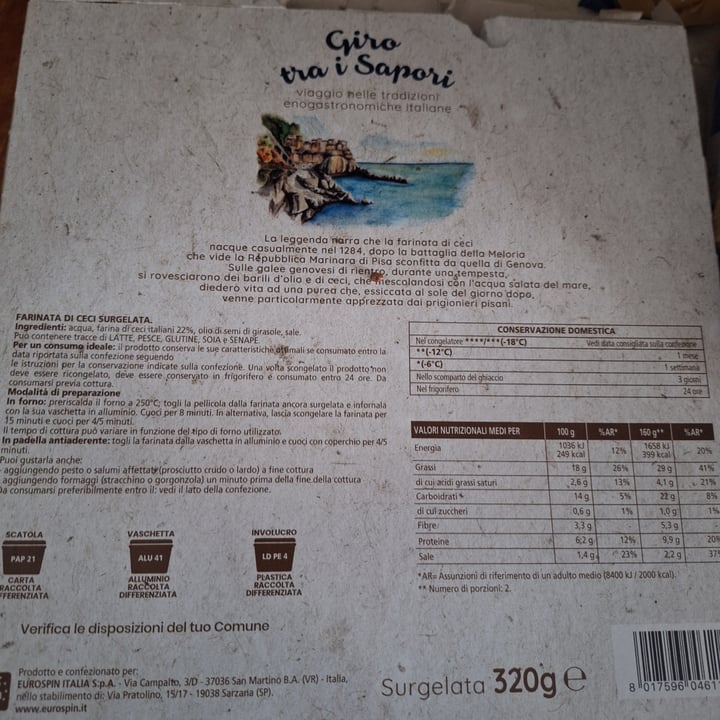 Giro
tra i Sapori
viaggio nelle tradizioni
enogastronomiche italiane
La leggenda narra che la farinata di ceci
nacque casualmente nel 1284, dopo la battaglia della Meloria
che vide la Repubblica Marinara di Pisa sconfitta da quella di Genova.
Sulle galee genovesi di rientro, durante una tempesta,
si rovesciarono dei barili d'olio e di ceci, che mescolandosi con l'acqua salata del mare,
diedero vita ad una purea che, essiccata al sole del giorno dopo,
venne particolarmente apprezzata dai prigionieri pisani.
FARINATA DI CECI SURGELATA.
Ingredienti: acqua, farina di ceci italiani 22%, olio di semi di girasole, sale.
Può contenere tracce di LATTE, PESCE, GLUTINE, SOIA e SENAPE.
Per un consumo ideale: il prodotto conserva le sue caratteristiche ottimali se consumato entro la
data riportata sulla confezione seguendo
le istruzioni per la conservazione indicate sulla confezione. Una volta scongelato il prodotto non
deve essere ricongelato, deve essere conservato in frigorifero e consumato entro 24 ore. Da
consumarsi previa cottura.
Modalità di preparazione
In forno: preriscalda il forno a 250°C; togli la pellicola dalla farinata ancora surgelata e infornala
con la sua vaschetta in alluminio. Cuoci per 8 minuti. In alternativa, lascia scongelare la farinata per
15 minuti e cuoci per 4/5 minuti.
Il tempo di cottura può variare in funzione del tipo di forno utilizzato.
In padella antiaderente: togli la farinata dalla vaschetta in alluminio e cuoci con coperchio per 4/5
minuti.
Puoi gustarla anche:
aggiungendo pesto o salumi affettati (prosciutto crudo o lardo) a fine cottura
aggiungendo formaggi (stracchino o gorgonzola) un minuto prima della fine della cottura
Da consumarsi preferibilmente entro il: vedi il lato della confezione.
CONSERVAZIONE DOMESTICA
Nel congelatore ****/***(-18°C) Vedi data consigliata sulla confezione
**(-12°C) 1 mese
*(-6°C) 1 settimana
Nello scomparto del ghiaccio 3 giorni
Nel frigorifero 24 ore
VALORI NUTRIZIONALI MEDI PER 100 g %AR* 160 g** %AR*
Energia 1036 kJ 249 kcal 12% 1658 kJ 399 kcal 20%
Grassi 18 g 26% 29 g 41%
di cui acidi grassi saturi 2,6 g 13% 4,1 g 21%
Carboidrati 14 g 5% 22 g 8%
di cui zuccheri 0,6 g 1% 1,0 g 1%
Fibre 3,3 g 5,3 g
Proteine 6,2 g 12% 9,9 g 20%
Sale 1,4 g 23% 2,2 g 37%
*AR= Assunzioni di riferimento di un adulto medio (8400 kJ / 2000 kcal).
** Numero di porzioni: 2.
SCATOLA
PAP 21
CARTA
RACCOLTA
DIFFERENZIATA
VASCHETTA
ALU 41
ALLUMINIO
RACCOLTA
DIFFERENZIATA
INVOLUCRO
LD PE 4
PLASTICA
RACCOLTA
DIFFERENZIATA
Verifica le disposizioni del tuo Comune
Prodotto e confezionato per:
EUROSPIN ITALIA S.p.A. - Via Campalto, 3/D - 37036 San Martino B.A. (VR) - Italia,
nello stabilimento di: Via Pratolino, 15/17 - 19038 Sarzana (SP).
www.eurospin.it
Surgelata 320g e
8 017596 0461